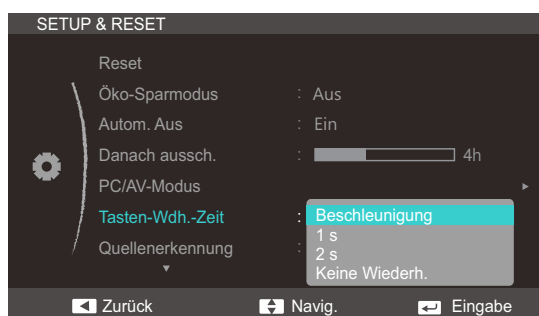 SETUP & RESET
Reset
Öko-Sparmodus : Aus
Autom. Aus : Ein
Danach aussch. : 4h
PC/AV-Modus
Tasten-Wdh.-Zeit : Beschleunigung
1 s
2 s
Quellenerkennung :
Keine Wiederh.
Zurück Navig. Eingabe